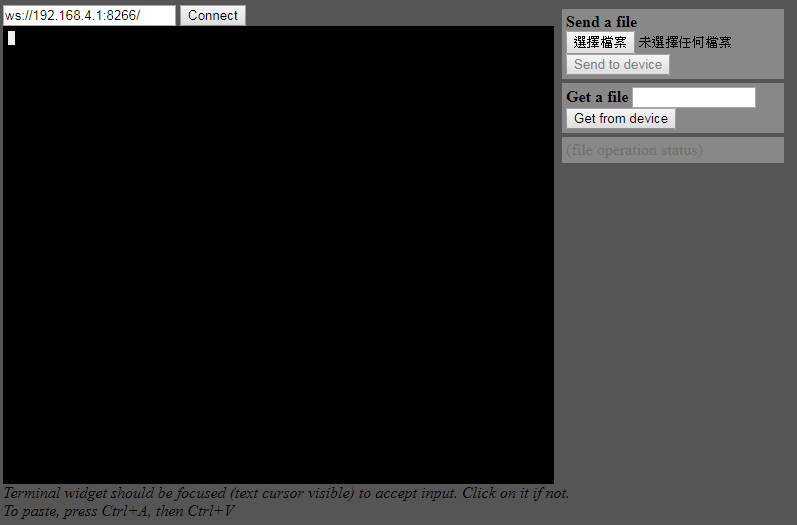 ws://192.168.4.1:8266/ Connect
Send a file
選擇檔案 未選擇任何檔案
Send to device
Get a file
Get from device
(file operation status)
Terminal widget should be focused (text cursor visible) to accept input. Click on it if not.
To paste, press Ctrl+A, then Ctrl+V